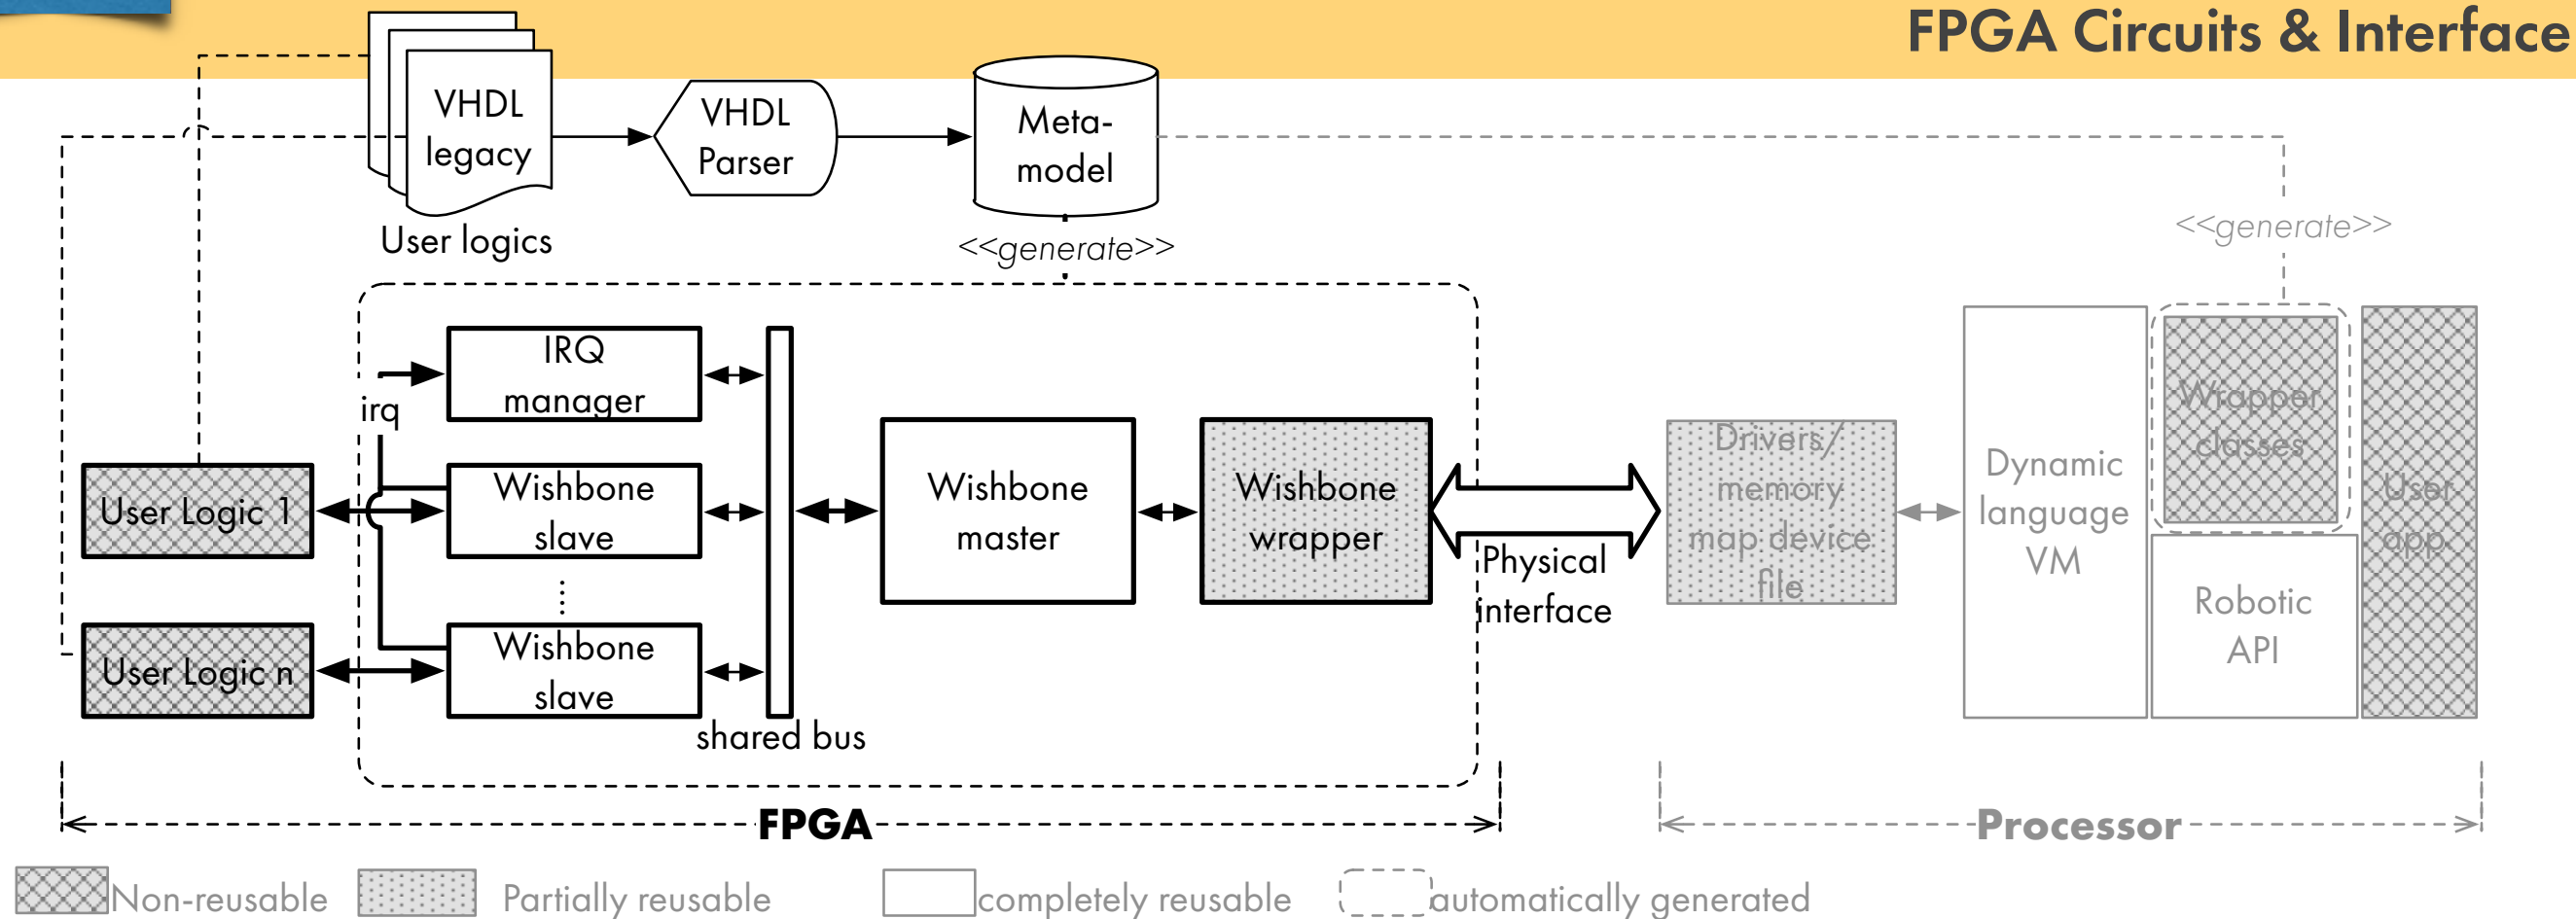 FPGA Circuits & Interface
VHDL
legacy
User logics
VHDL
Parser
Meta-
model
<<generate>>
<<generate>>
irq
IRQ
manager
User Logic 1
Wishbone
slave
User Logic n
Wishbone
slave
shared bus
Wishbone
master
Wishbone
wrapper
Physical
interface
Drivers/
memory
map device
file
Dynamic
language
VM
Wrapper
classes
Robotic
API
User
app
FPGA
Processor
Non-reusable
Partially reusable
completely reusable
automatically generated